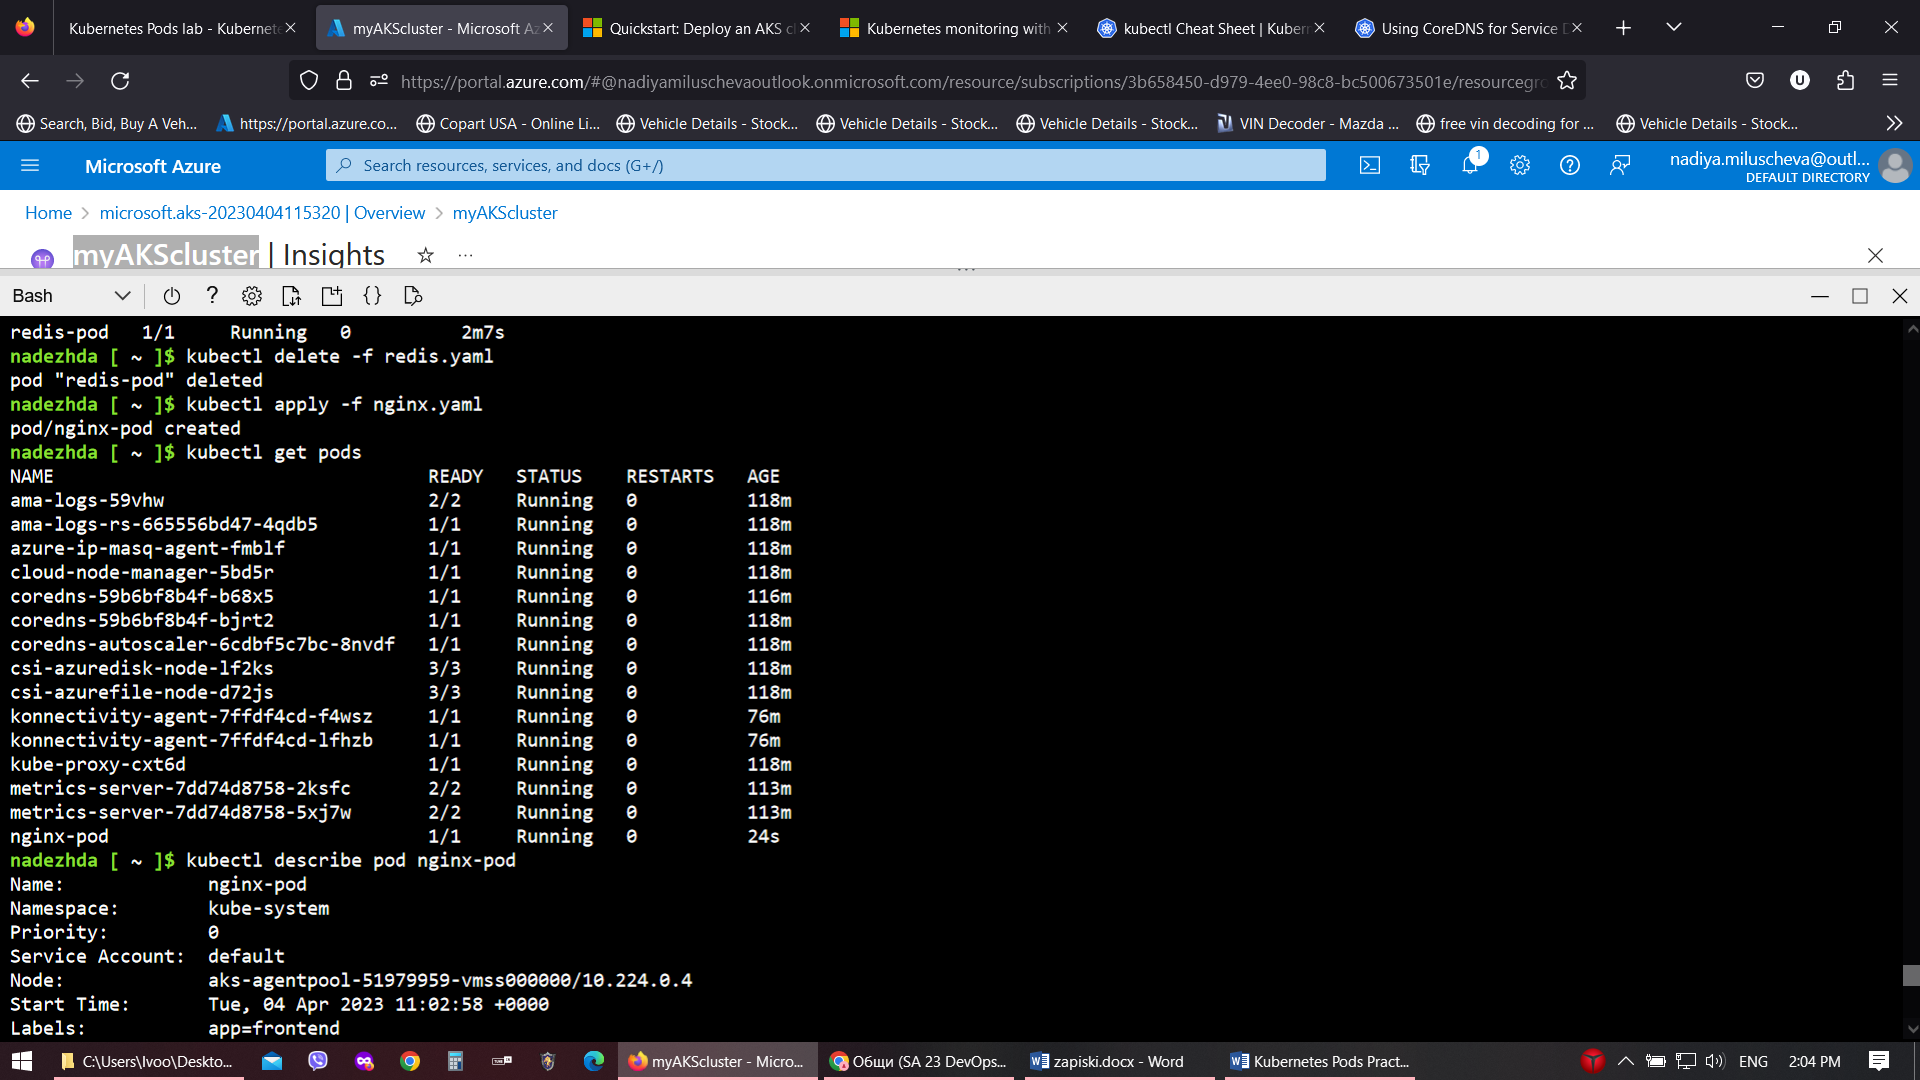 Kubernetes Pods lab - Kubernete
myAKScluster - Microsoft Az
Quickstart: Deploy an AKS cl
Kubernetes monitoring with
kubectl Cheat Sheet | Kubern
Using CoreDNS for Service D
https://portal.azure.com/#@nadiyamiluschevaoutlook.onmicrosoft.com/resource/subscriptions/3b658450-d979-4ee0-98c8-bc500673501e/resourcegro
Search, Bid, Buy A Veh...
https://portal.azure.co...
Copart USA - Online Li...
Vehicle Details - Stock...
Vehicle Details - Stock...
Vehicle Details - Stock...
VIN Decoder - Mazda ...
free vin decoding for ...
Vehicle Details - Stock...
Microsoft Azure
Search resources, services, and docs (G+/)
1
nadiya.miluscheva@outl...
DEFAULT DIRECTORY
Home > microsoft.aks-20230404115320 | Overview > myAKScluster
myAKScluster | Insights
Bash
redis-pod 1/1 Running 0 2m7s
nadezhda [ ~ ]$ kubectl delete -f redis.yaml
pod "redis-pod" deleted
nadezhda [ ~ ]$ kubectl apply -f nginx.yaml
pod/nginx-pod created
nadezhda [ ~ ]$ kubectl get pods
NAME READY STATUS RESTARTS AGE
ama-logs-59vhw 2/2 Running 0 118m
ama-logs-rs-665556bd47-4qdb5 1/1 Running 0 118m
azure-ip-masq-agent-fmblf 1/1 Running 0 118m
cloud-node-manager-5bd5r 1/1 Running 0 118m
coredns-59b6bf8b4f-b68x5 1/1 Running 0 116m
coredns-59b6bf8b4f-bjrt2 1/1 Running 0 118m
coredns-autoscaler-6cdbf5c7bc-8nvdf 1/1 Running 0 118m
csi-azuredisk-node-lf2ks 3/3 Running 0 118m
csi-azurefile-node-d72js 3/3 Running 0 118m
konnectivity-agent-7ffdf4cd-f4wsz 1/1 Running 0 76m
konnectivity-agent-7ffdf4cd-lfhzb 1/1 Running 0 76m
kube-proxy-cxt6d 1/1 Running 0 118m
metrics-server-7dd74d8758-2ksfc 2/2 Running 0 113m
metrics-server-7dd74d8758-5xj7w 2/2 Running 0 113m
nginx-pod 1/1 Running 0 24s
nadezhda [ ~ ]$ kubectl describe pod nginx-pod
Name: nginx-pod
Namespace: kube-system
Priority: 0
Service Account: default
Node: aks-agentpool-51979959-vmss000000/10.224.0.4
Start Time: Tue, 04 Apr 2023 11:02:58 +0000
Labels: app=frontend
C:\Users\Ivoo\Deskto...
myAKScluster - Micro...
Общи (SA 23 DevOps...
zapiski.docx - Word
Kubernetes Pods Pract...
ENG
2:04 PM